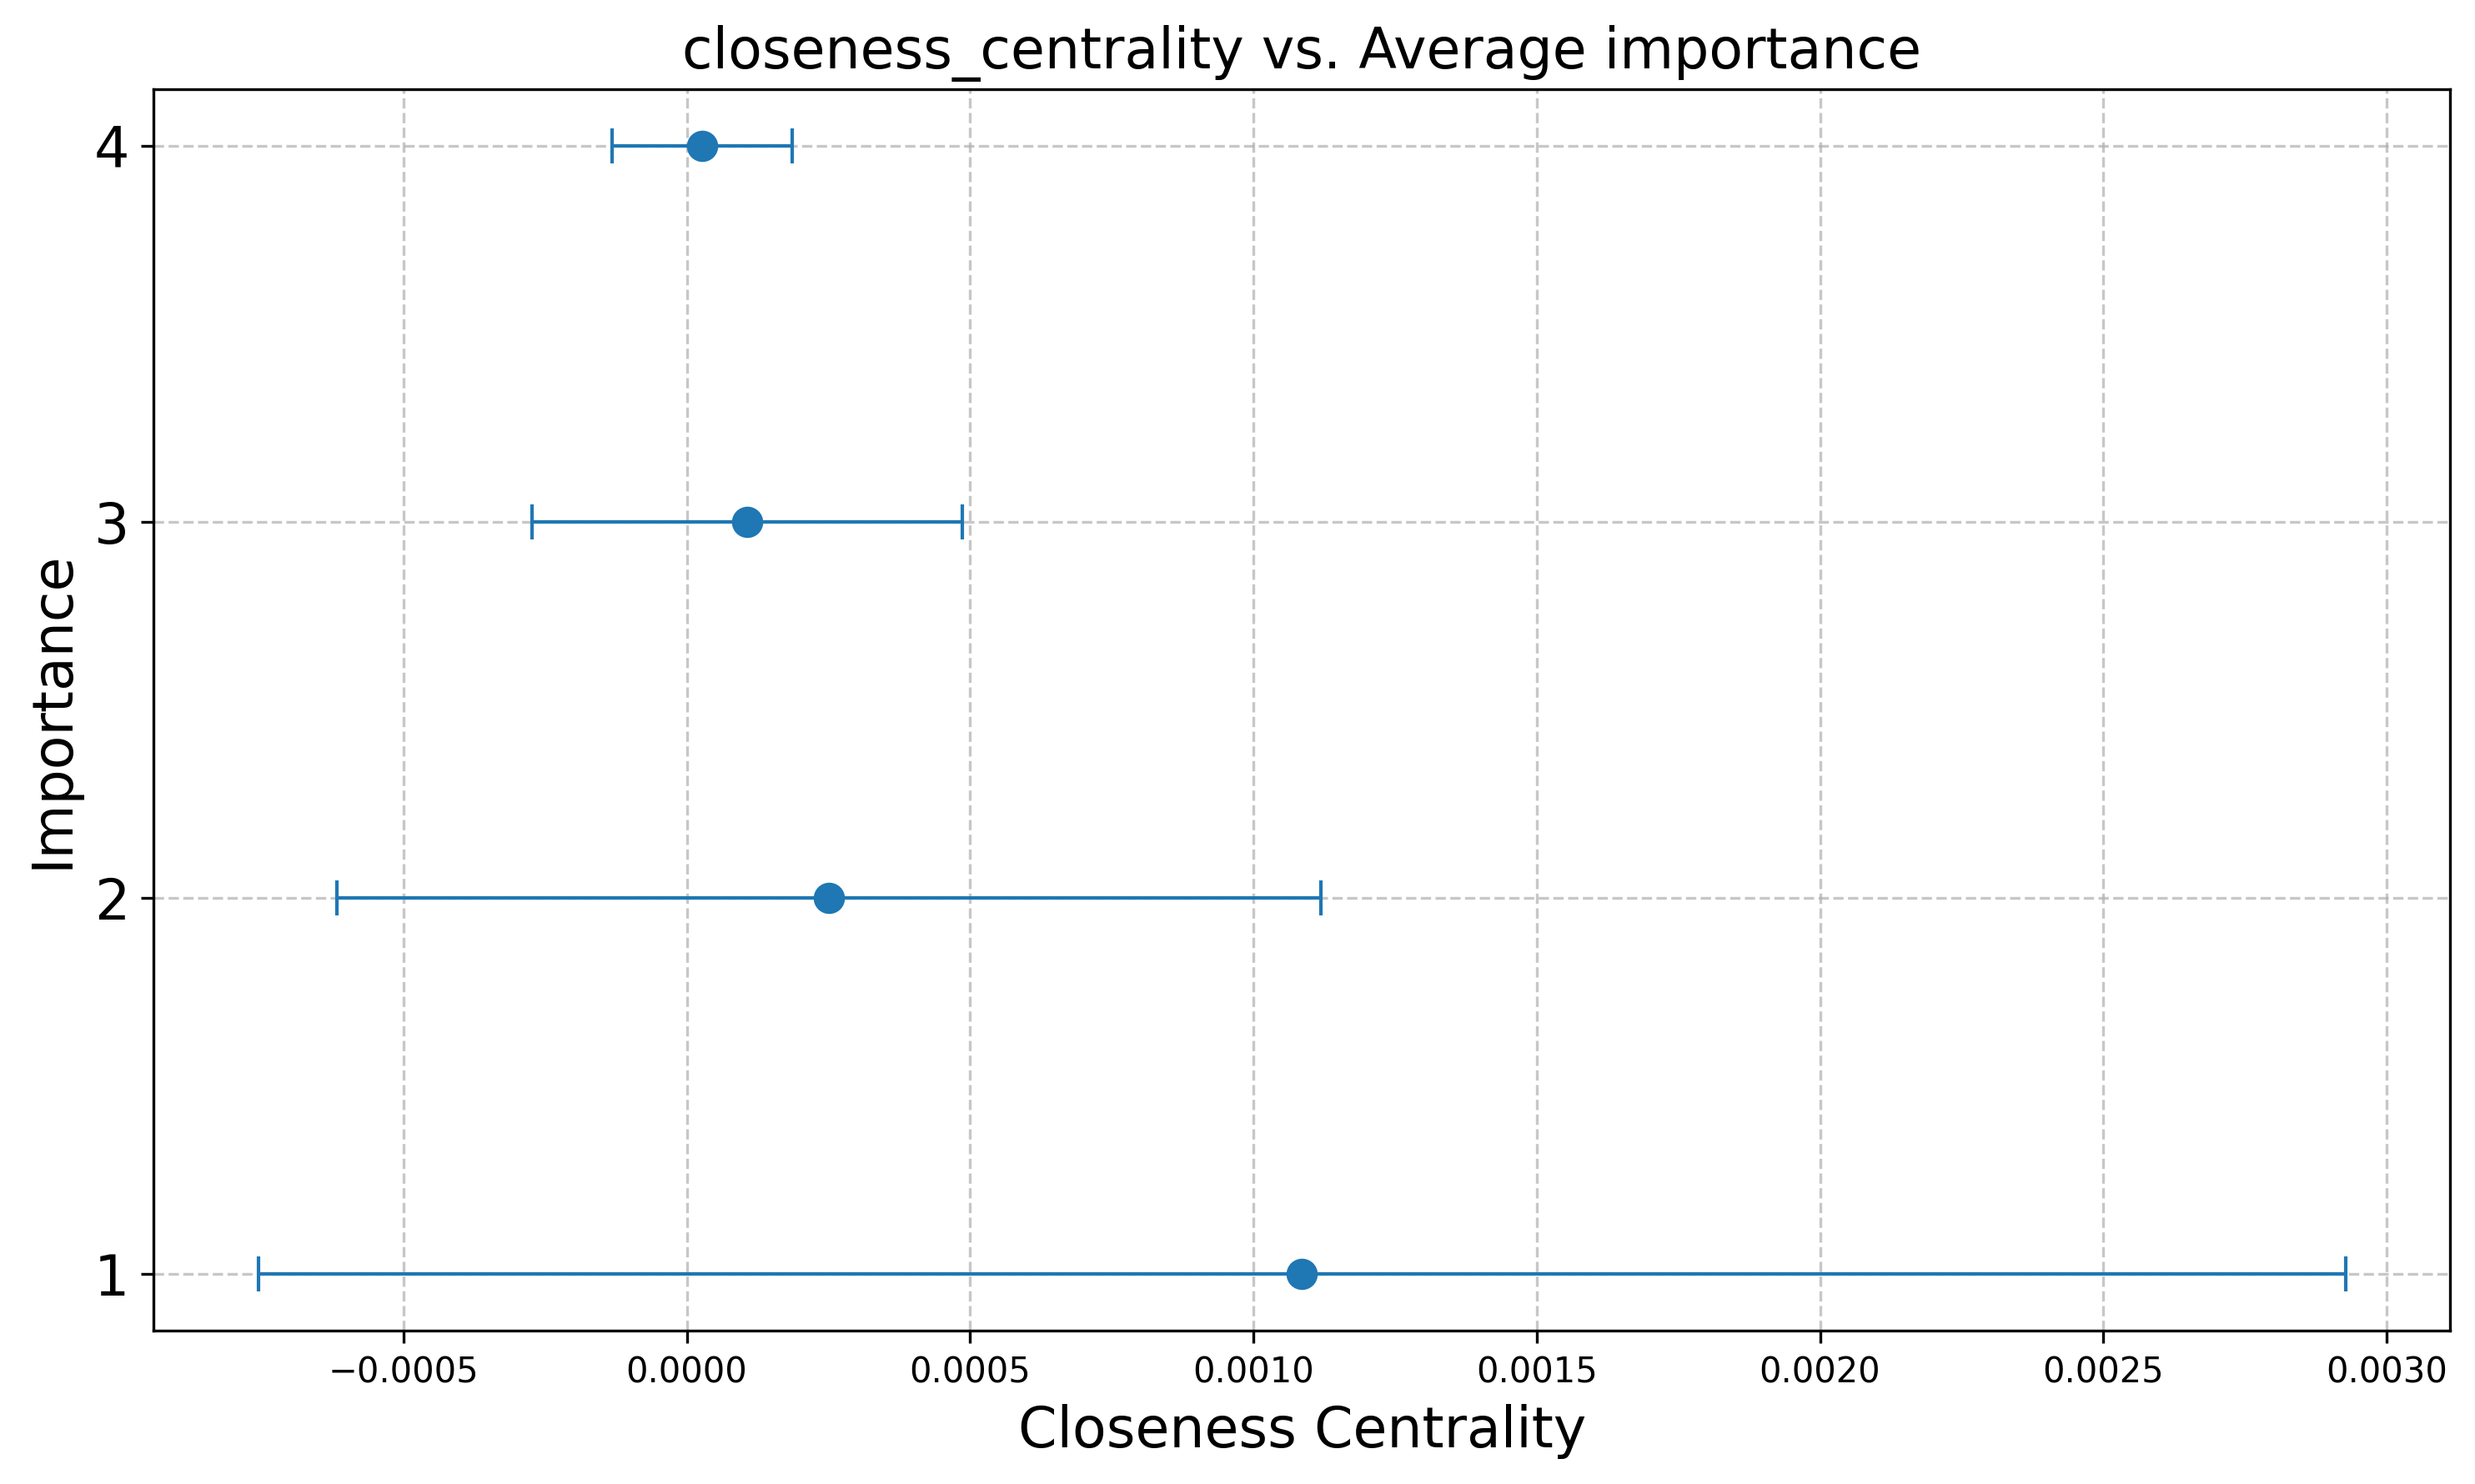 closeness_centrality vs. Average importance
4
3
2
1
Importance
−0.0005 0.0000 0.0005 0.0010 0.0015 0.0020 0.0025 0.0030
Closeness Centrality